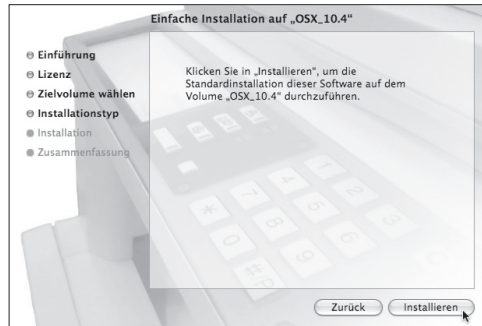 Einfache Installation auf „OSX_10.4“
Einführung
Lizenz
Zielvolume wählen
Installationstyp
Installation
Zusammenfassung
Klicken Sie in „Installieren“, um die
Standardinstallation dieser Software auf dem
Volume „OSX_10.4“ durchzuführen.
Zurück
Installieren